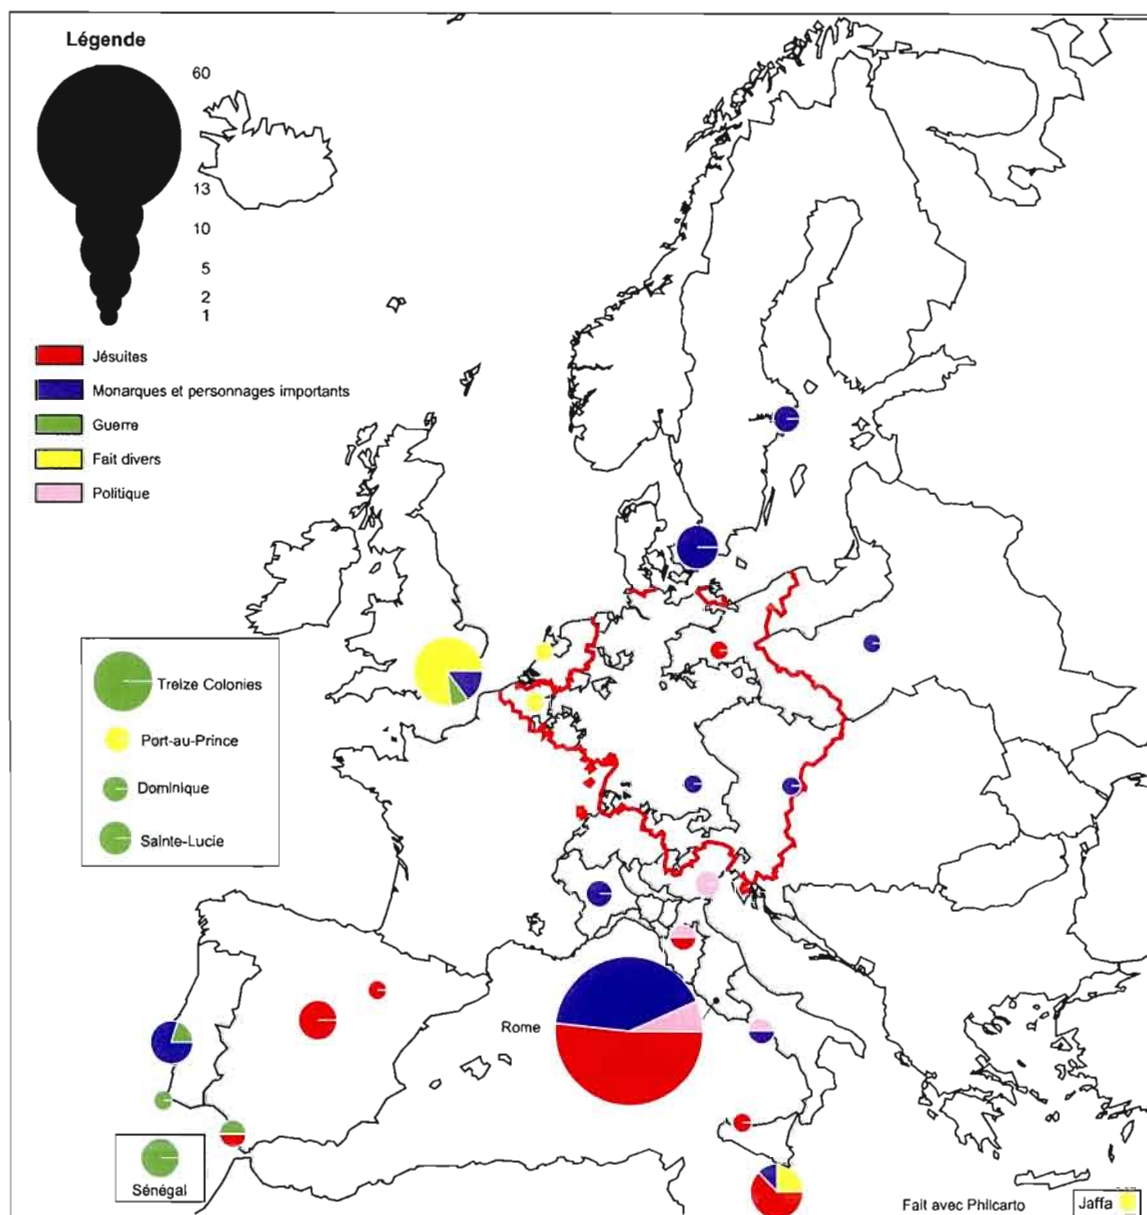 Légende
60
13
10
5
2
1
Jésuites
Monarques et personnages importants
Guerre
Fait divers
Politique
Treize Colonies
Port-au-Prince
Dominique
Sainte-Lucie
Rome
Sénégal
Fait avec Philcarto
Jaffa